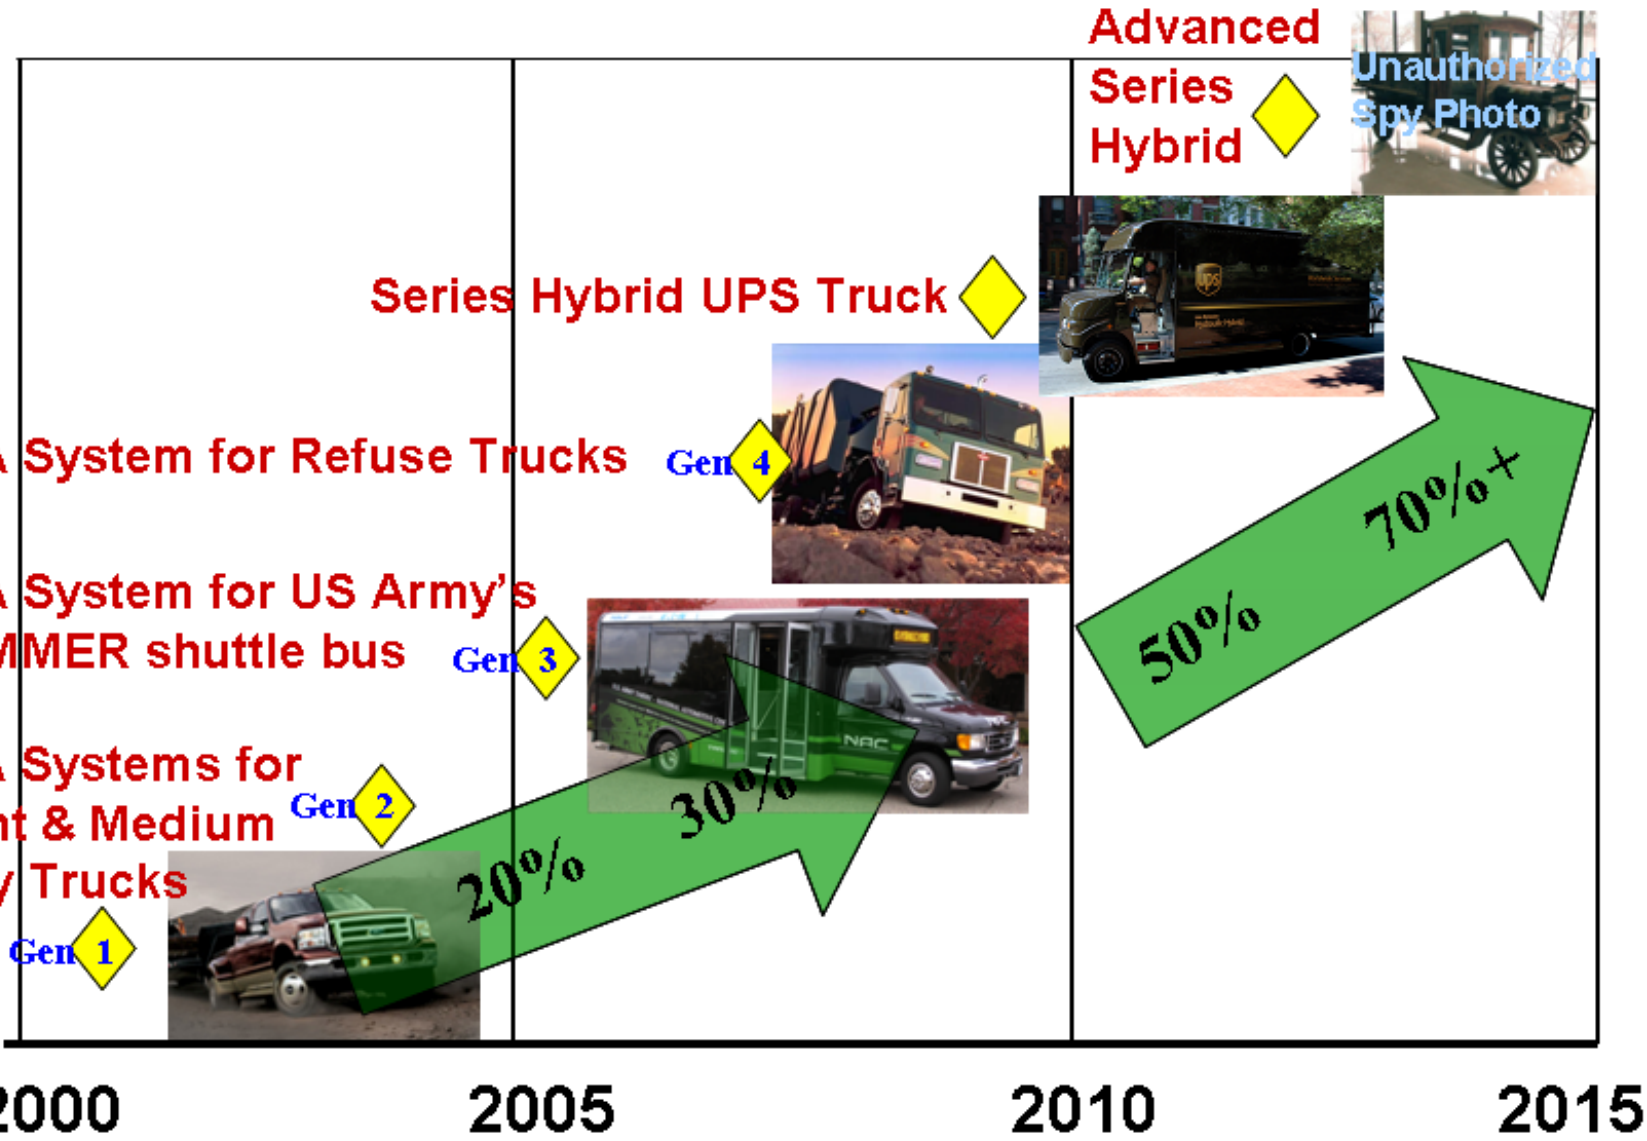 Advanced
Series
Hybrid
Unauthorized
Spy Photo
Series Hybrid UPS Truck
ups
A System for Refuse Trucks
Gen 4
A System for US Army's
MMER shuttle bus
Gen 3
NAC
A Systems for
nt & Medium
y Trucks
Gen 2
Gen 1
20%
30%
50%
70%+
2000
2005
2010
2015